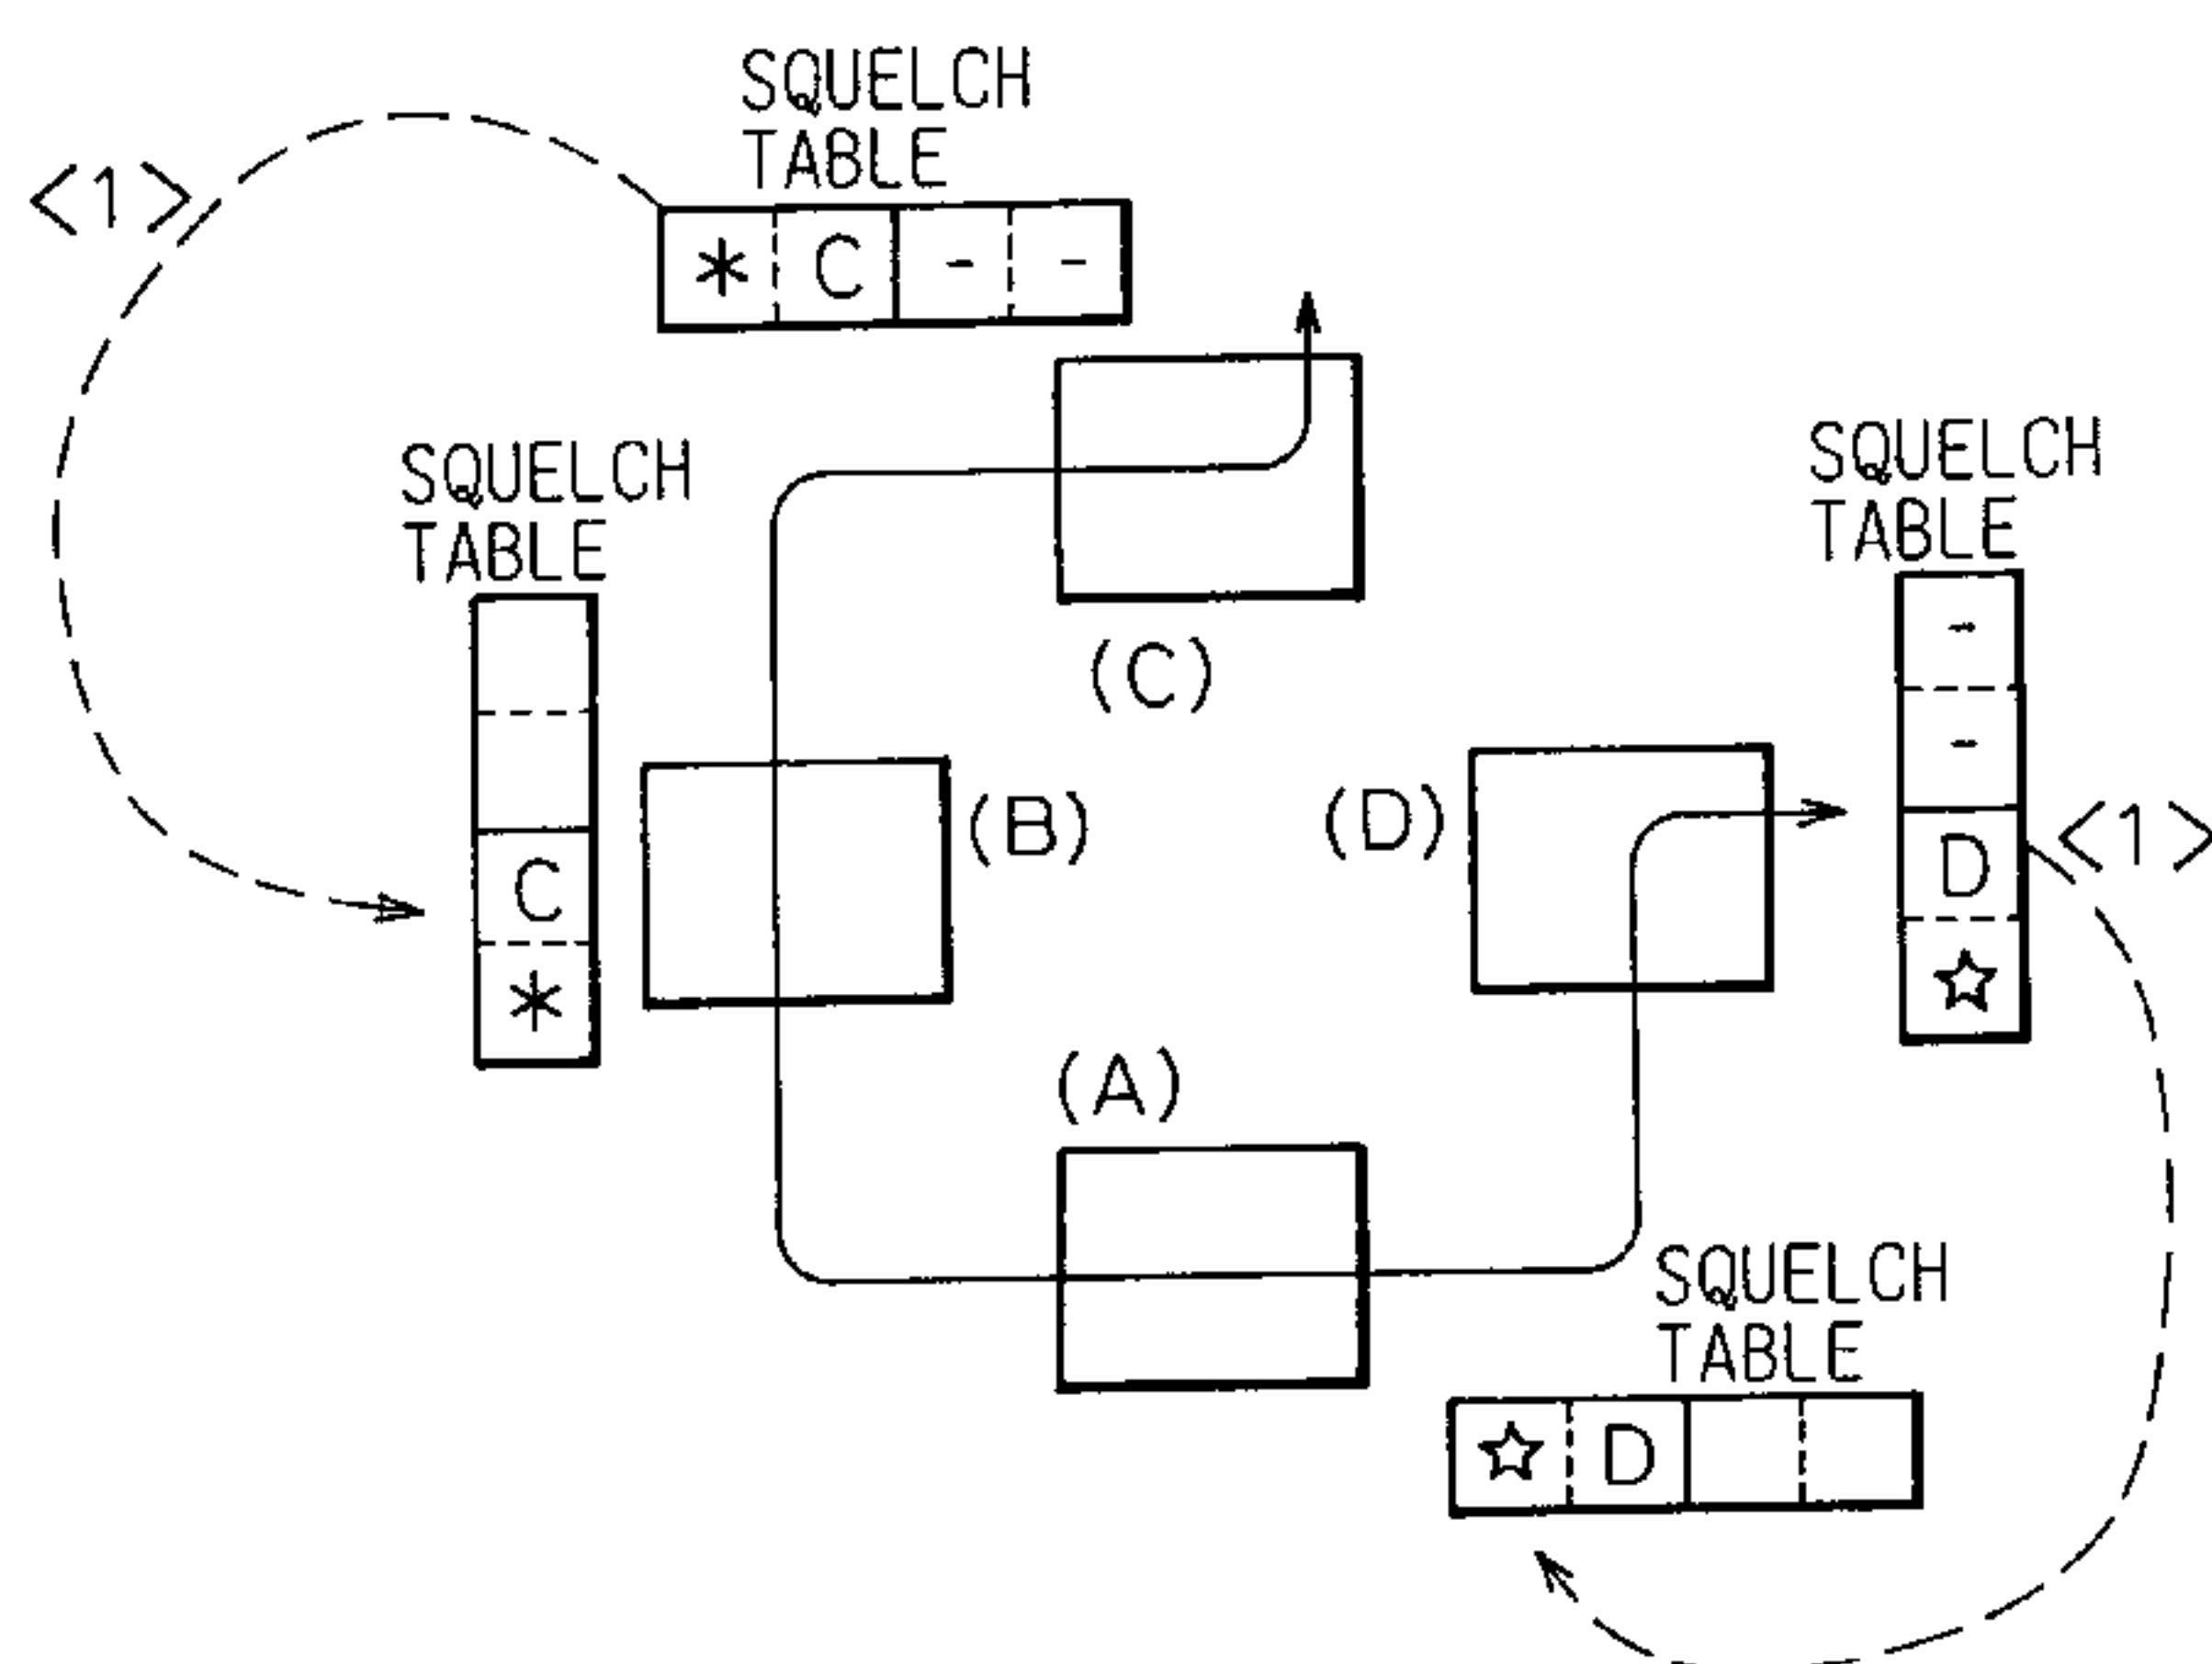 SQUELCH
TABLE
<1>
* C - -
SQUELCH
TABLE
SQUELCH
TABLE
(C)
-
-
C
*
(B)
(D)
D
☆
<1>
(A)
SQUELCH
TABLE
☆ D